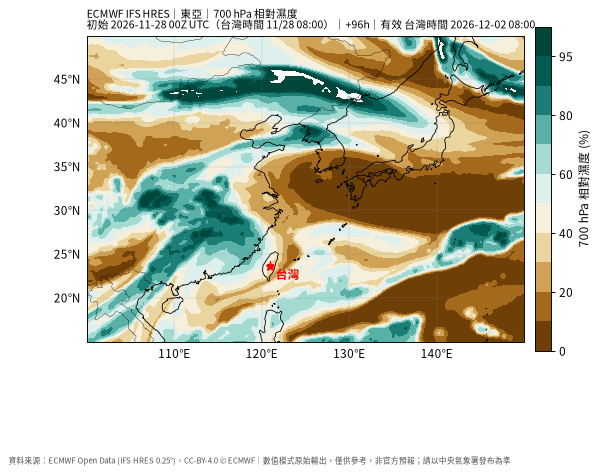 ECMWF IFS HRES｜東亞｜700 hPa 相對濕度
初始 2026-11-28 00Z UTC（台灣時間 11/28 08:00）｜+96h｜有效 台灣時間 2026-12-02 08:00
45°N
40°N
35°N
30°N
25°N
20°N
110°E
120°E
130°E
140°E
台灣
95
80
60
40
20
0
700 hPa 相對濕度 (%)
資料來源：ECMWF Open Data (IFS HRES 0.25°)，CC-BY-4.0 © ECMWF｜數值模式原始輸出，僅供參考，非官方預報；請以中央氣象署發布為準